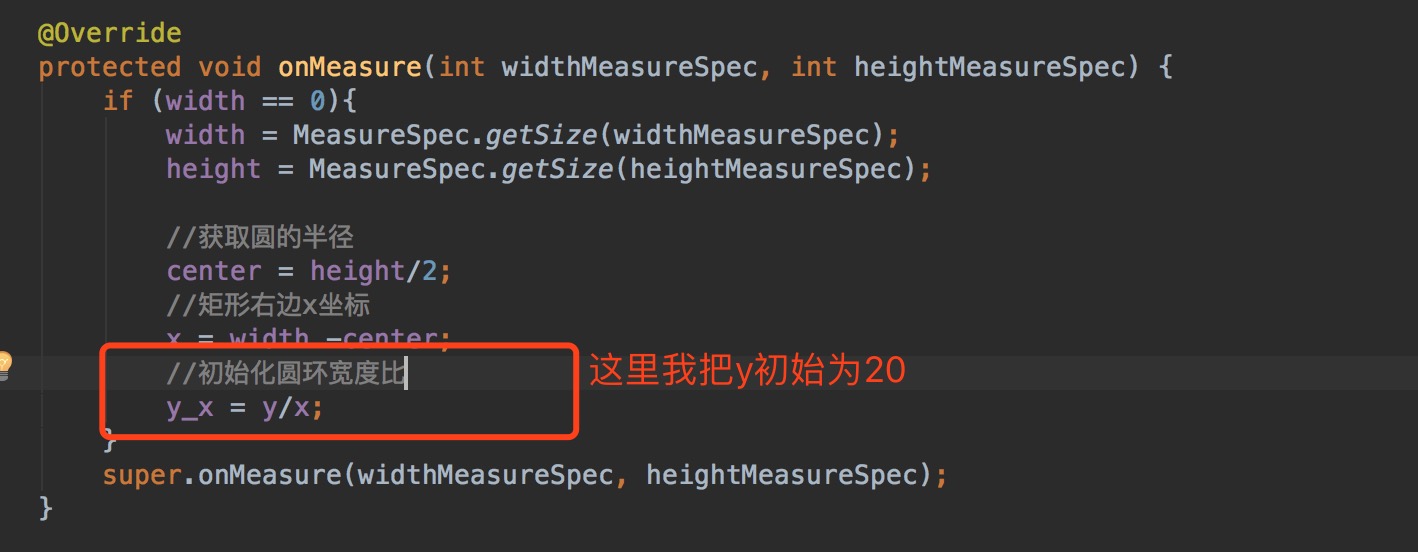 @Override
protected void onMeasure(int widthMeasureSpec, int heightMeasureSpec) {
if (width == 0){
width = MeasureSpec.getSize(widthMeasureSpec);
height = MeasureSpec.getSize(heightMeasureSpec);
//获取圆的半径
center = height/2;
//矩形右边x坐标
x = width -center;
//初始化圆环宽度比
这里我把y初始为20
y_x = y/x;
}
super.onMeasure(widthMeasureSpec, heightMeasureSpec);
}